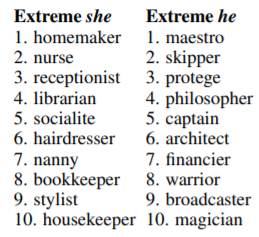 Extreme she Extreme he
1. homemaker 1. maestro
2. nurse 2. skipper
3. receptionist 3. protege
4. librarian 4. philosopher
5. socialite 5. captain
6. hairdresser 6. architect
7. nanny 7. financier
8. bookkeeper 8. warrior
9. stylist 9. broadcaster
10. housekeeper 10. magician